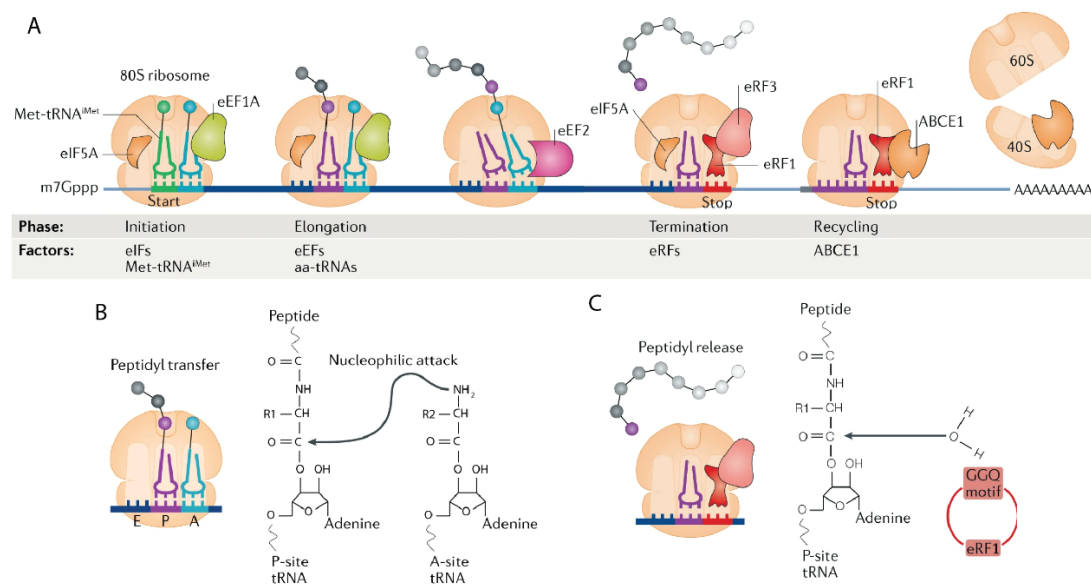 A
80S ribosome
Met-tRNAiMet
eEF1A
eIF5A
m7Gppp
Start
eEF2
eIF5A
eRF3
eRF1
Stop
eRF1
ABCE1
Stop
60S
40S
AAAAAAAAA
Phase: Initiation Elongation Termination Recycling
Factors: eIFs eEFs eRFs ABCE1
Met-tRNAiMet aa-tRNAs
B
Peptidyl transfer
E P A
Peptide
Nucleophilic attack
O=C
NH
NH2
R1-CH
R2-CH
O=C
C=O
O
OH
O
OH
O
O
O
O
Adenine
Adenine
P-site
tRNA
A-site
tRNA
C
Peptidyl release
Peptide
O=C
NH
R1-CH
O=C
H
O
H
O
OH
O
O
Adenine
P-site
tRNA
GGQ
motif
eRF1